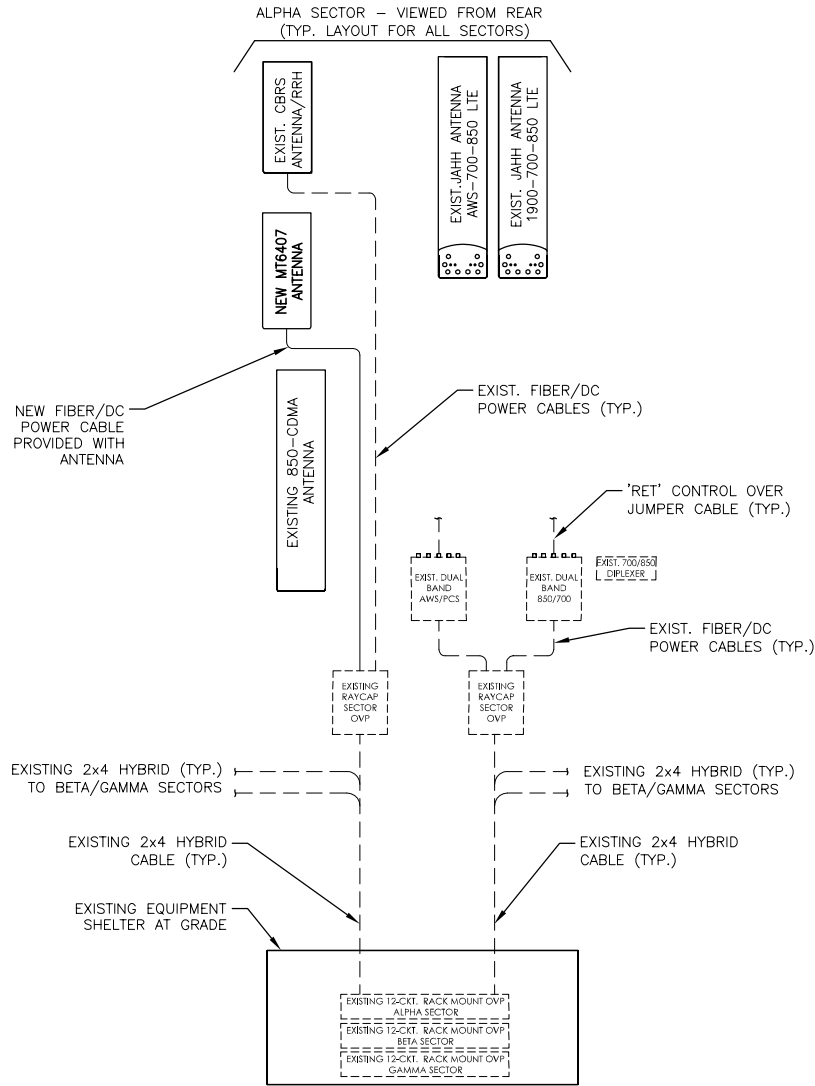 ALPHA SECTOR – VIEWED FROM REAR
(TYP. LAYOUT FOR ALL SECTORS)
EXIST. CBRS
ANTENNA/RRH
EXIST.JAHH ANTENNA
AWS-700-850 LTE
EXIST. JAHH ANTENNA
1900-700-850 LTE
NEW MT6407
ANTENNA
NEW FIBER/DC
POWER CABLE
PROVIDED WITH
ANTENNA
EXISTING 850-CDMA
ANTENNA
EXIST. FIBER/DC
POWER CABLES (TYP.)
'RET' CONTROL OVER
JUMPER CABLE (TYP.)
EXIST. DUAL
BAND
AWS/PCS
EXIST. DUAL
BAND
850/700
EXIST. 700/850
DIPLEXER
EXIST. FIBER/DC
POWER CABLES (TYP.)
EXISTING
RAYCAP
SECTOR
OVP
EXISTING
RAYCAP
SECTOR
OVP
EXISTING 2x4 HYBRID (TYP.)
TO BETA/GAMMA SECTORS
EXISTING 2x4 HYBRID (TYP.)
TO BETA/GAMMA SECTORS
EXISTING 2x4 HYBRID
CABLE (TYP.)
EXISTING 2x4 HYBRID
CABLE (TYP.)
EXISTING EQUIPMENT
SHELTER AT GRADE
EXISTING 12-CKT. RACK MOUNT OVP
ALPHA SECTOR
EXISTING 12-CKT. RACK MOUNT OVP
BETA SECTOR
EXISTING 12-CKT. RACK MOUNT OVP
GAMMA SECTOR